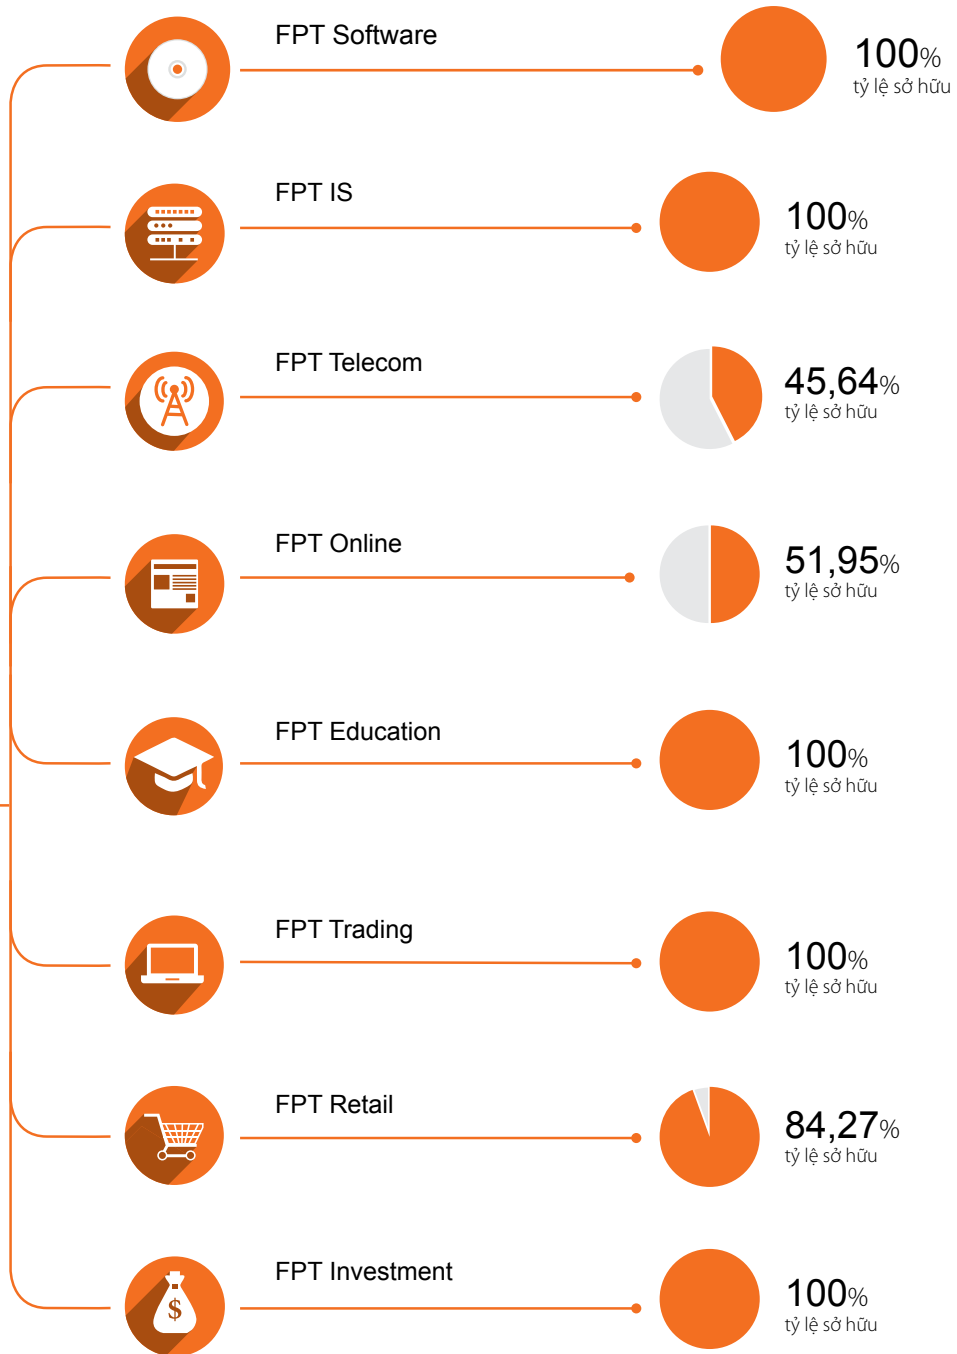 FPT Software
100%
tỷ lệ sở hữu
FPT IS
100%
tỷ lệ sở hữu
FPT Telecom
45,64%
tỷ lệ sở hữu
FPT Online
51,95%
tỷ lệ sở hữu
FPT Education
100%
tỷ lệ sở hữu
FPT Trading
100%
tỷ lệ sở hữu
FPT Retail
84,27%
tỷ lệ sở hữu
FPT Investment
$
100%
tỷ lệ sở hữu